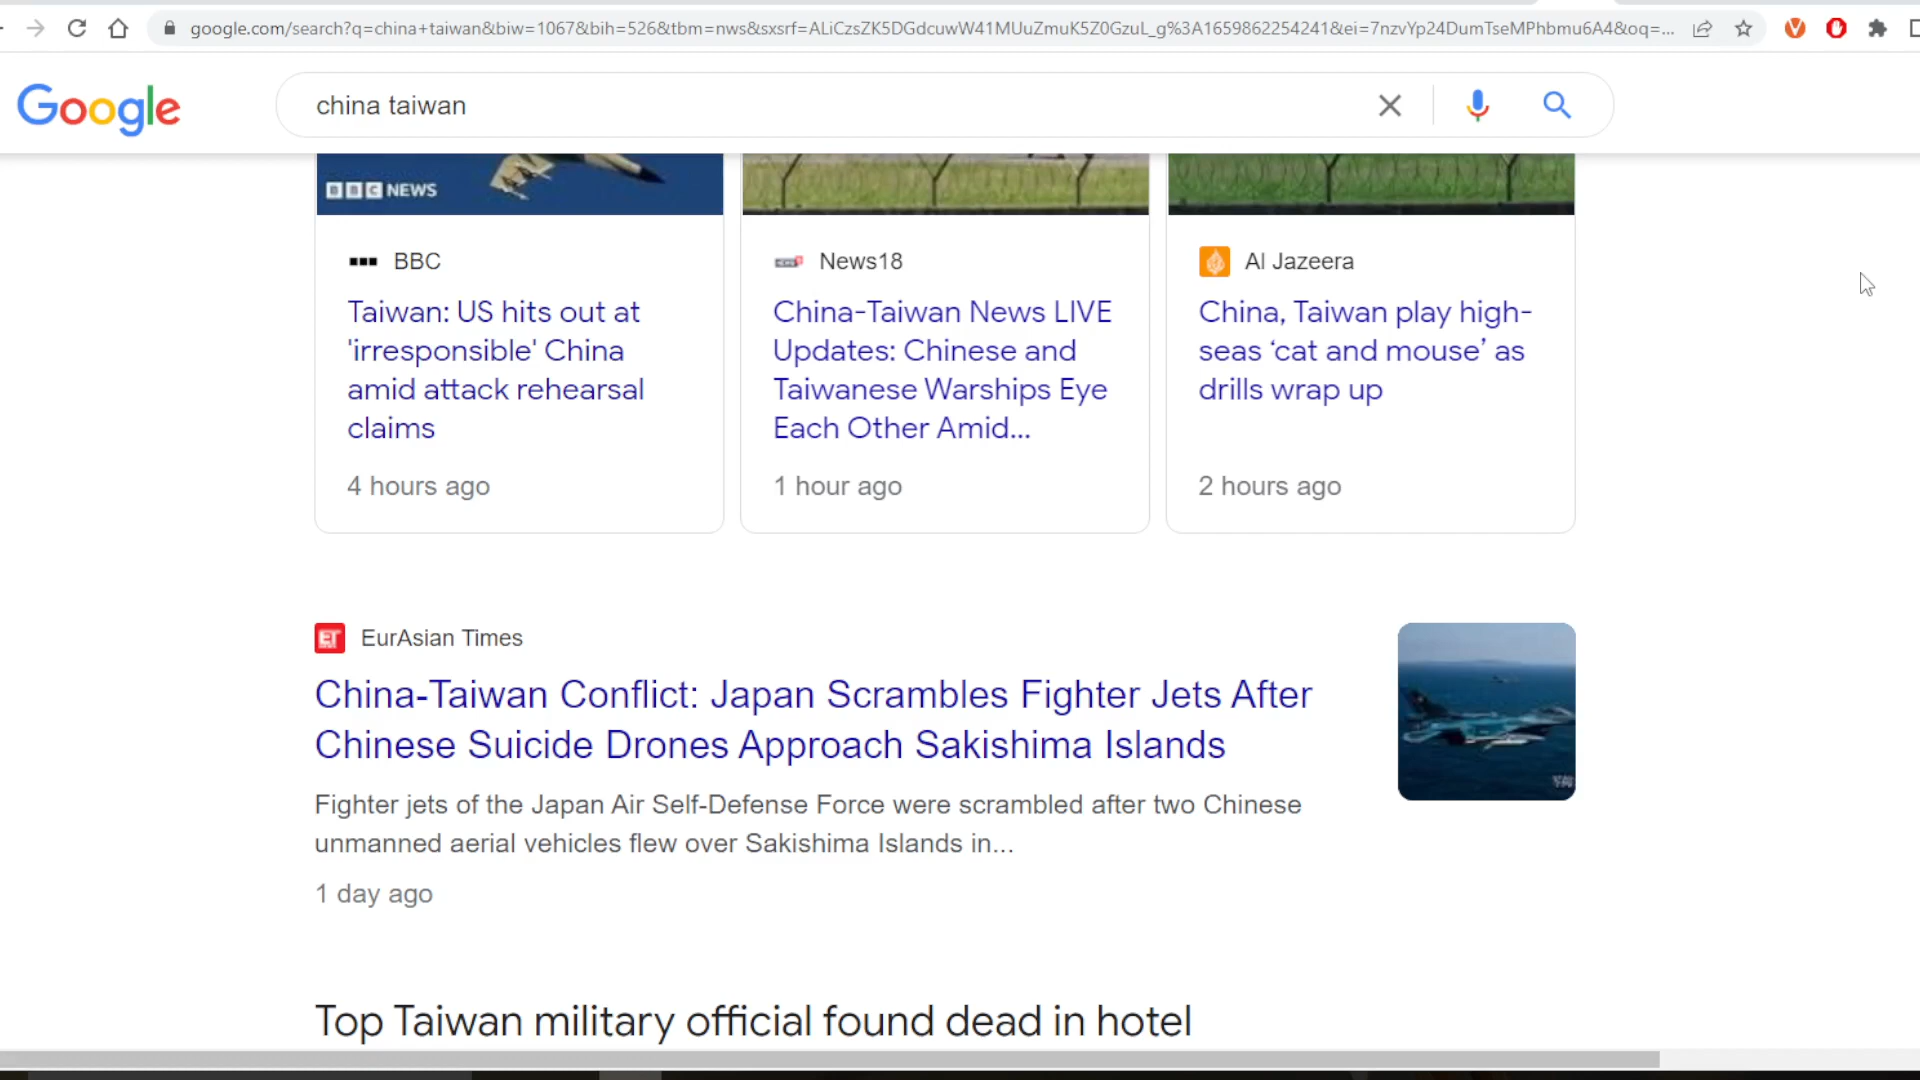 google.com/search?q=china+taiwan&biw=1067&bih=526&tbm=nws&sxsrf=ALiCzsZK5DGdcuwW41MUuZmuK5Z0GzuL_g%3A1659862254241&ei=7nzvYp24DumTseMPhbmu6A4&oq=...
Google
china taiwan
BBC NEWS
BBC
Taiwan: US hits out at
'irresponsible' China
amid attack rehearsal
claims
4 hours ago
News18
China-Taiwan News LIVE
Updates: Chinese and
Taiwanese Warships Eye
Each Other Amid...
1 hour ago
Al Jazeera
China, Taiwan play high-
seas ‘cat and mouse’ as
drills wrap up
2 hours ago
ET EurAsian Times
China-Taiwan Conflict: Japan Scrambles Fighter Jets After
Chinese Suicide Drones Approach Sakishima Islands
Fighter jets of the Japan Air Self-Defense Force were scrambled after two Chinese
unmanned aerial vehicles flew over Sakishima Islands in...
1 day ago
Top Taiwan military official found dead in hotel